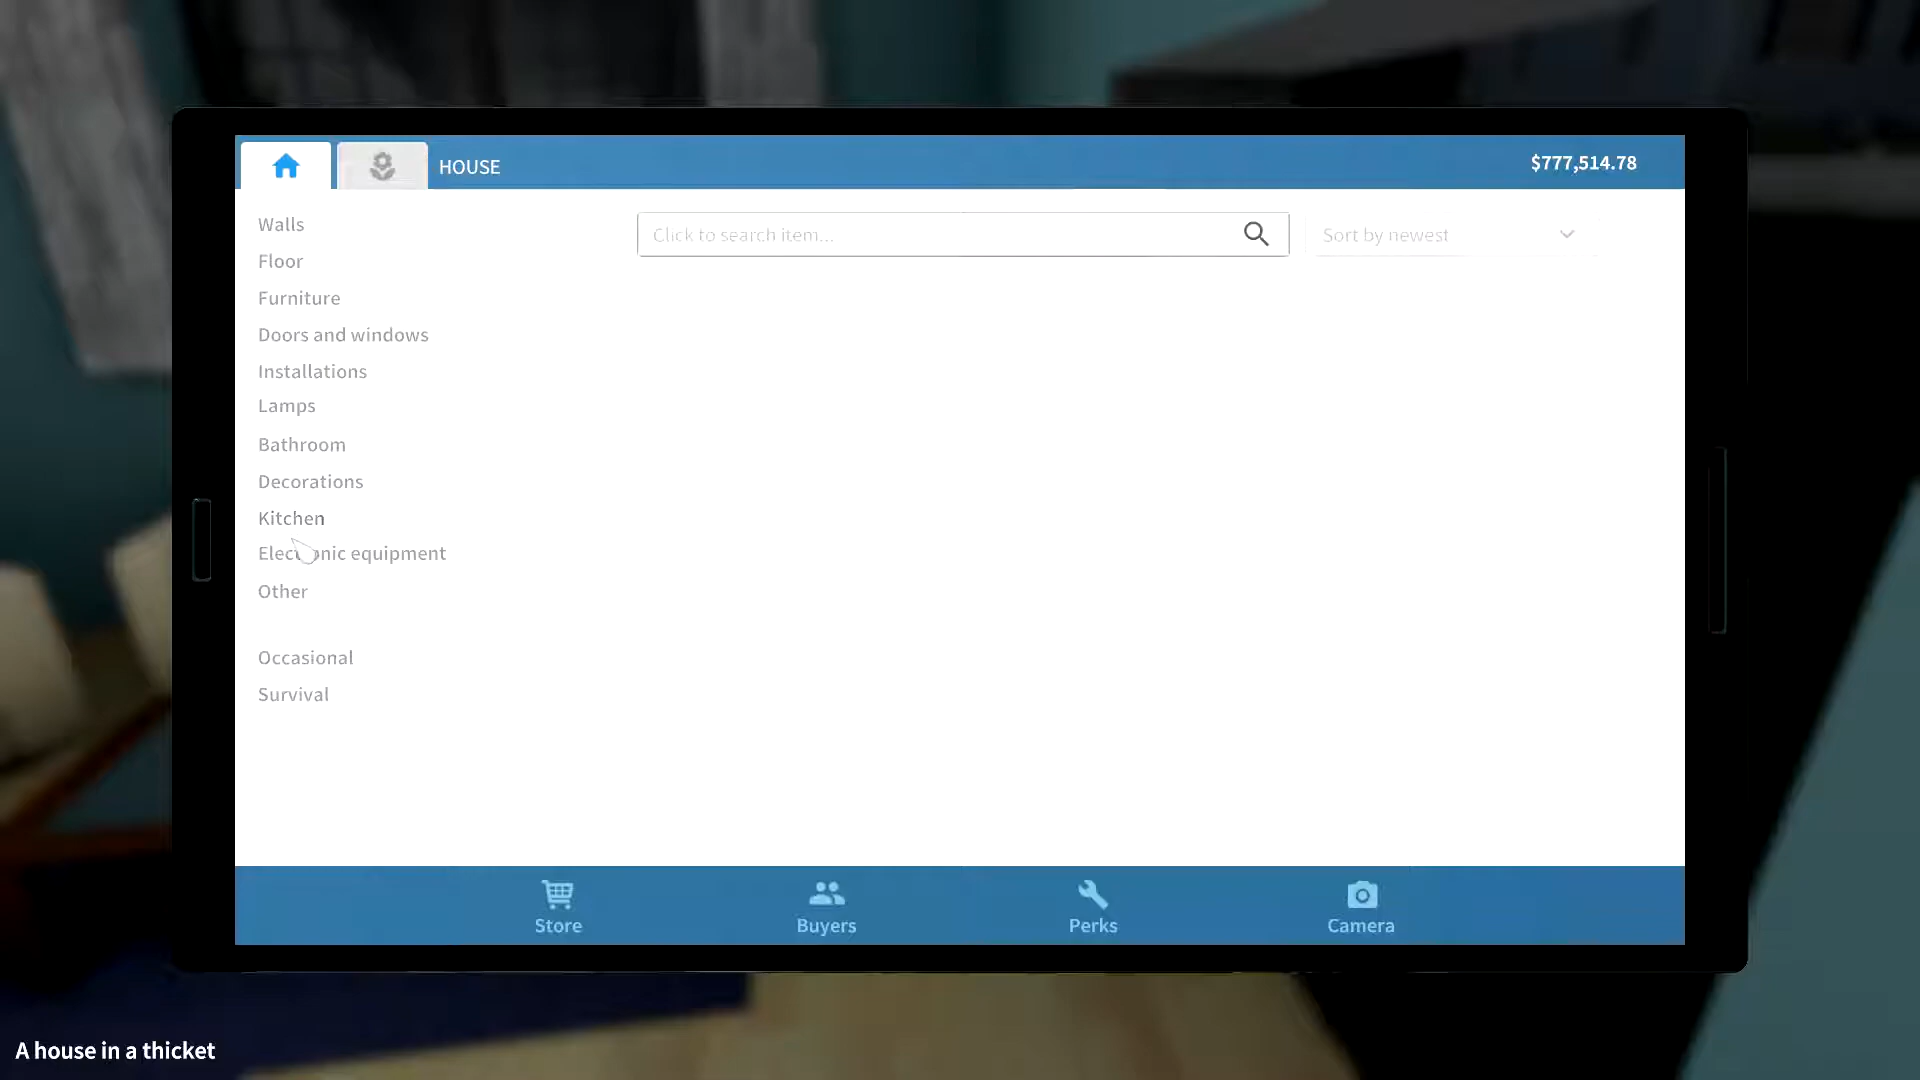 HOUSE
$777,514.78
Walls
Click to search item...
Sort by newest
Floor
Furniture
Doors and windows
Installations
Lamps
Bathroom
Decorations
Kitchen
Electronic equipment
Other
Occasional
Survival
Store
Buyers
Perks
Camera
A house in a thicket